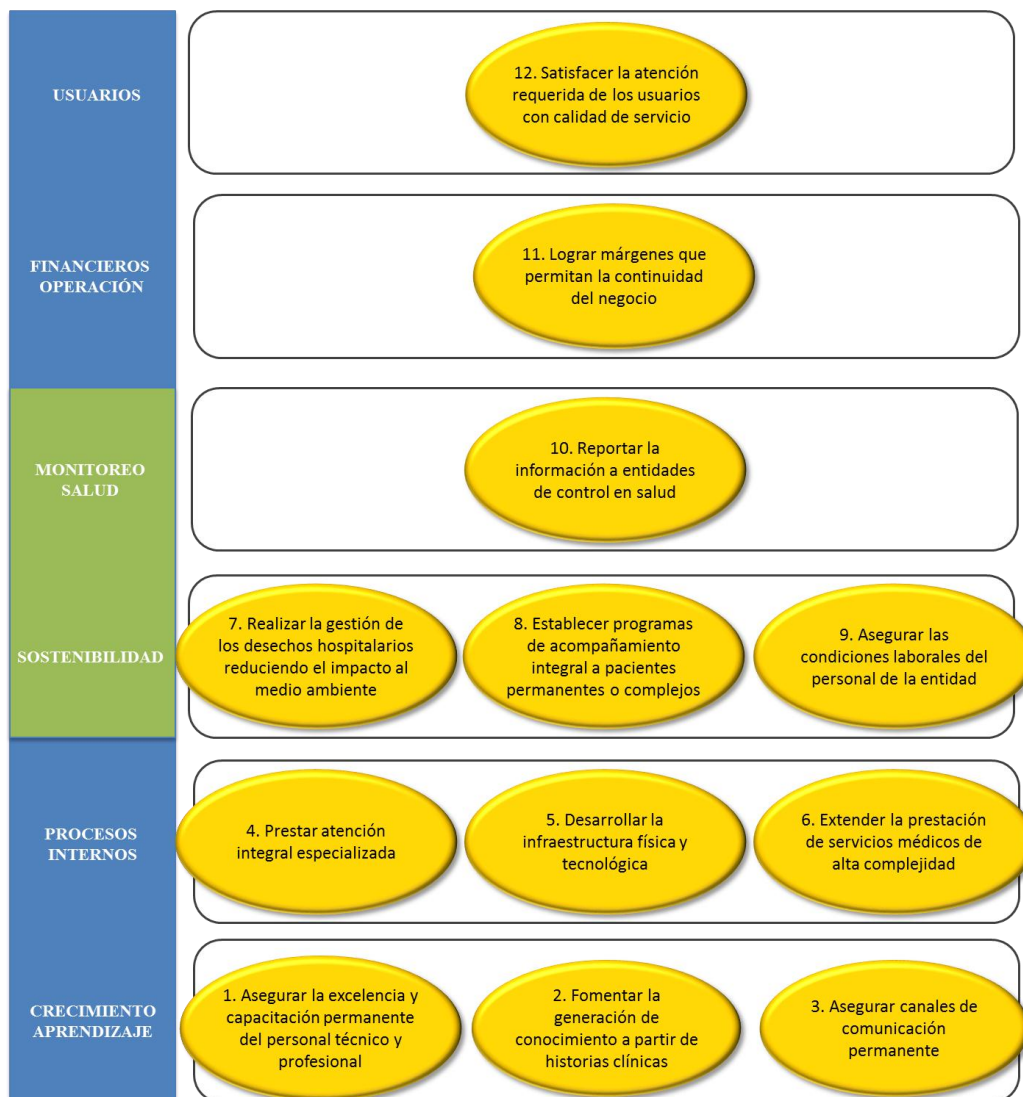 USUARIOS
12. Satisfacer la atención
requerida de los usuarios
con calidad de servicio
FINANCIEROS
OPERACIÓN
11. Lograr márgenes que
permitan la continuidad
del negocio
MONITOREO
SALUD
10. Reportar la
información a entidades
de control en salud
SOSTENIBILIDAD
7. Realizar la gestión de
los desechos hospitalarios
reduciendo el impacto al
medio ambiente
8. Establecer programas
de acompañamiento
integral a pacientes
permanentes o complejos
9. Asegurar las
condiciones laborales del
personal de la entidad
PROCESOS
INTERNOS
4. Prestar atención
integral especializada
5. Desarrollar la
infraestructura física y
tecnológica
6. Extender la prestación
de servicios médicos de
alta complejidad
CRECIMIENTO
APRENDIZAJE
1. Asegurar la excelencia y
capacitación permanente
del personal técnico y
profesional
2. Fomentar la
generación de
conocimiento a partir de
historias clínicas
3. Asegurar canales de
comunicación
permanente